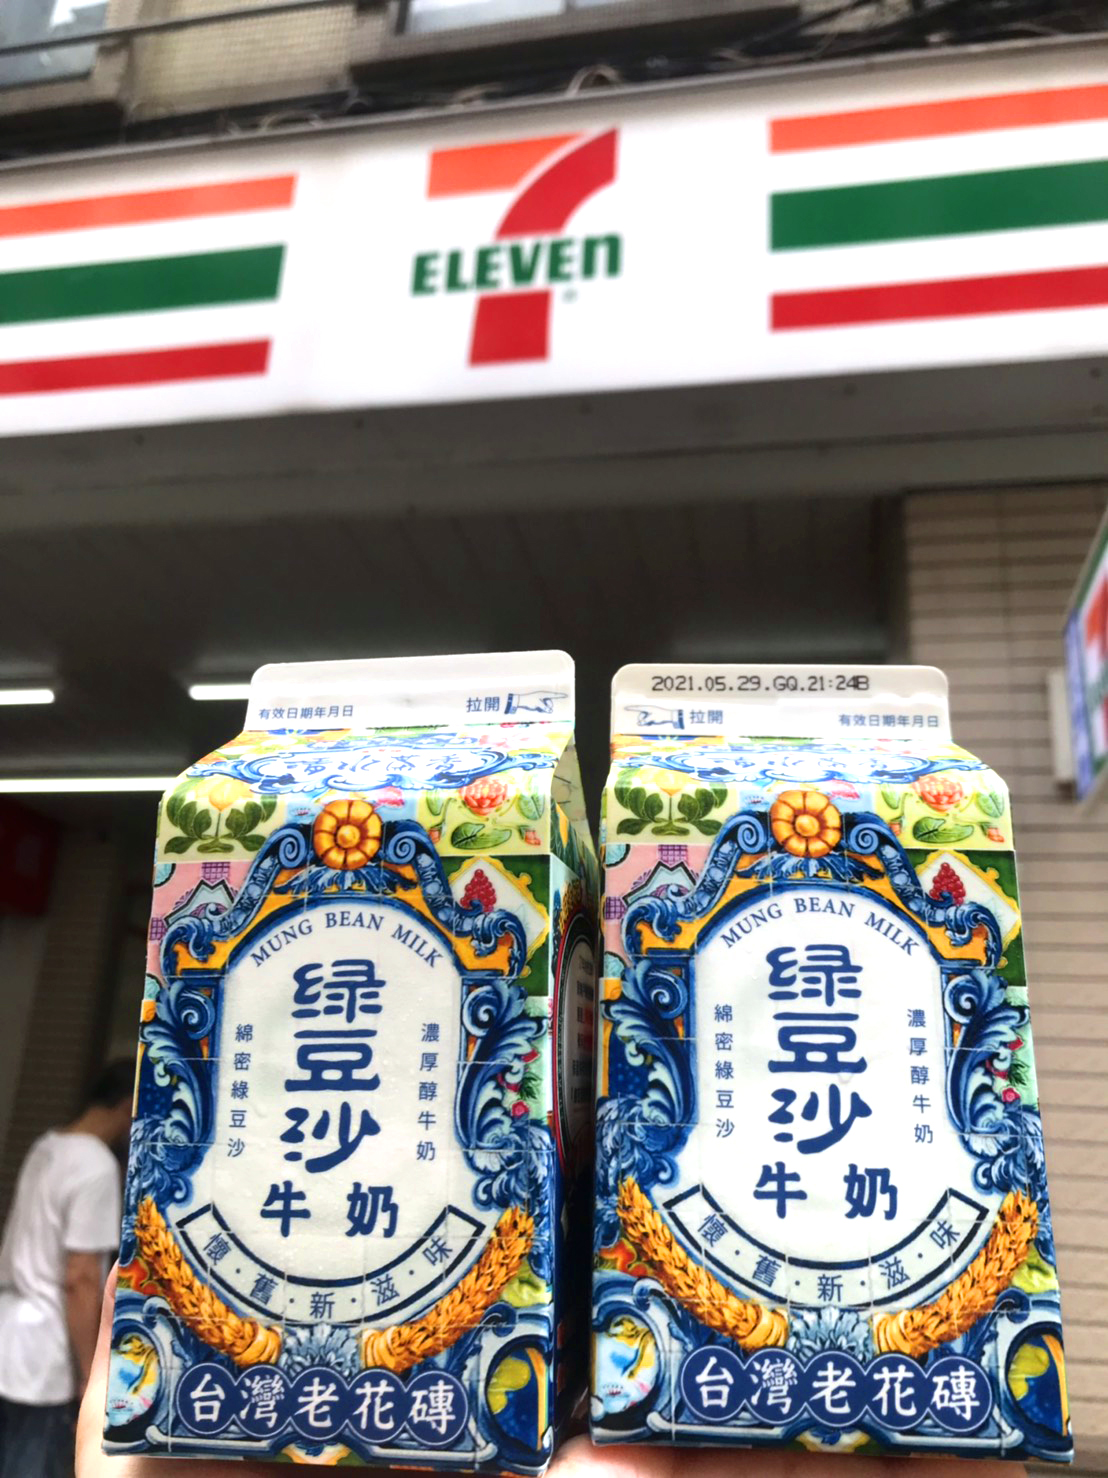 7
ELEVEn
有效日期年月日
拉開
MUNG BEAN MILK
綿密綠豆沙
绿豆沙
牛奶
濃厚醇牛奶
懷·舊·新·滋·味
台灣老花磚
2021.05.29.GQ.21:24B
拉開
有效日期年月日
MUNG BEAN MILK
綿密綠豆沙
绿豆沙
牛奶
濃厚醇牛奶
懷·舊·新·滋·味
台灣老花磚